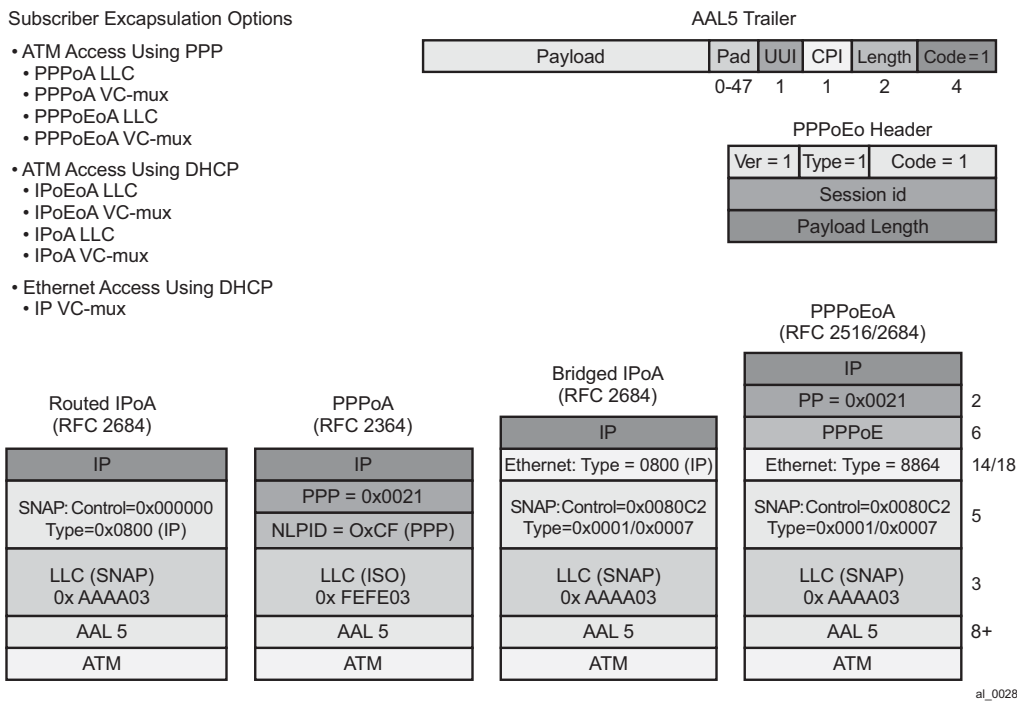 Subscriber Excapsulation Options
• ATM Access Using PPP
• PPPoA LLC
• PPPoA VC-mux
• PPPoEoA LLC
• PPPoEoA VC-mux
• ATM Access Using DHCP
• IPoEoA LLC
• IPoEoA VC-mux
• IPoA LLC
• IPoA VC-mux
• Ethernet Access Using DHCP
• IP VC-mux
AAL5 Trailer
Payload Pad UUI CPI Length Code=1
0-47 1 1 2 4
PPPoEo Header
Ver = 1 Type=1 Code = 1
Session id
Payload Length
Routed IPoA
(RFC 2684)
IP
SNAP: Control=0x000000
Type=0x0800 (IP)
LLC (SNAP)
0x AAAA03
AAL 5
ATM
PPPoA
(RFC 2364)
IP
PPP = 0x0021
NLPID = OxCF (PPP)
LLC (ISO)
0x FEFE03
AAL 5
ATM
Bridged IPoA
(RFC 2684)
IP
Ethernet: Type = 0800 (IP)
SNAP: Control=0x0080C2
Type=0x0001/0x0007
LLC (SNAP)
0x AAAA03
AAL 5
ATM
PPPoEoA
(RFC 2516/2684)
IP
PP = 0x0021 2
PPPoE 6
Ethernet: Type = 8864 14/18
SNAP: Control=0x0080C2
Type=0x0001/0x0007 5
LLC (SNAP)
0x AAAA03 3
AAL 5 8+
ATM
al_0028